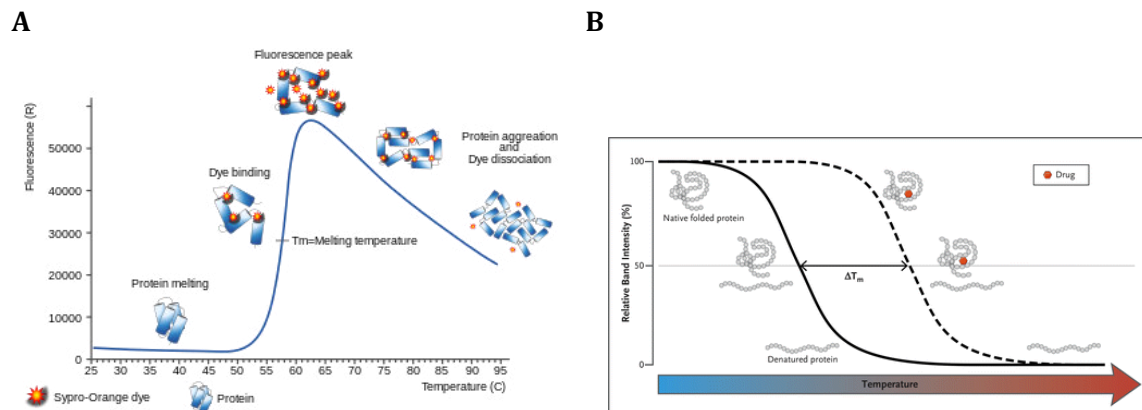 A
Fluorescence (R)
50000
40000
30000
20000
10000
0
25 30 35 40 45 50 55 60 65 70 75 80 85 90 95
Temperature (C)
Fluorescence peak
Protein aggreation
and
Dye dissociation
Dye binding
Tm=Melting temperature
Protein melting
Sypro-Orange dye
Protein
B
Relative Band Intensity (%)
100
50
0
Drug
Native folded protein
ΔTm
Denatured protein
Temperature